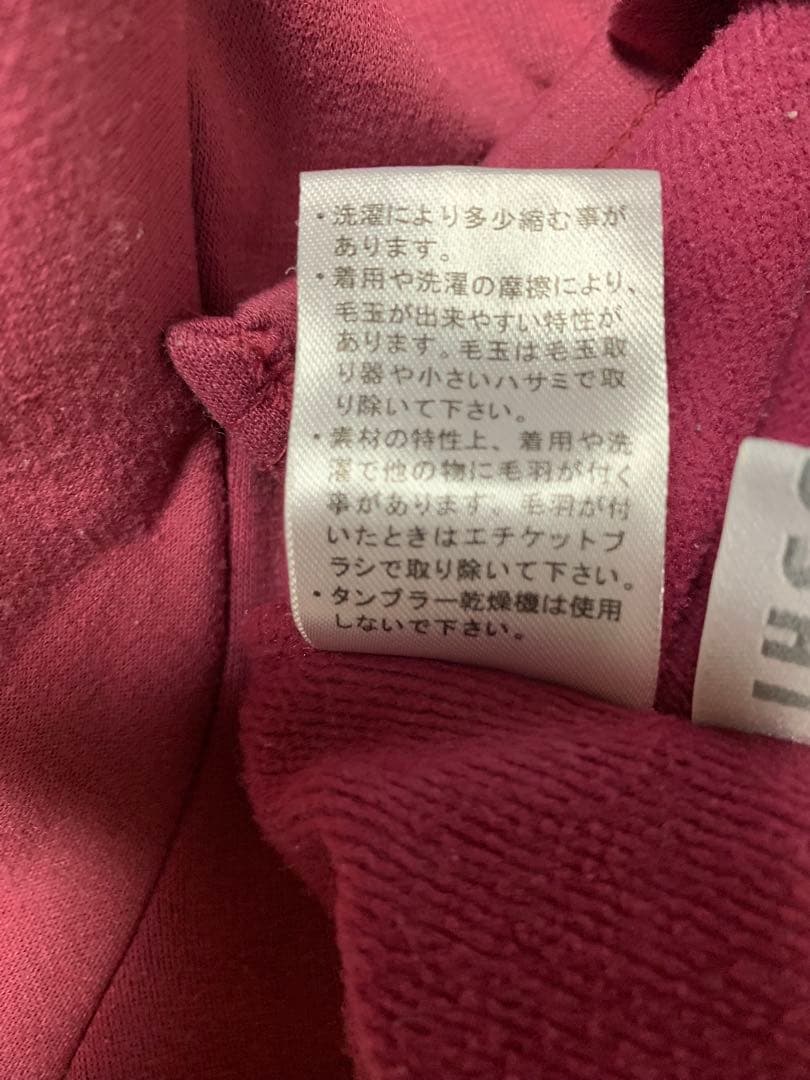 ・洗濯により多少縮む事が
あります。
・着用や洗濯の摩擦により、
毛玉が出来やすい特性が
あります。毛玉は毛玉取
り器や小さいハサミで取
り除いて下さい。
・素材の特性上、着用や洗
濯で他の物に毛羽が付く
事があります。毛羽が付
いたときはエチケットブ
ラシで取り除いて下さい。
・タンブラー乾燥機は使用
しないで下さい。